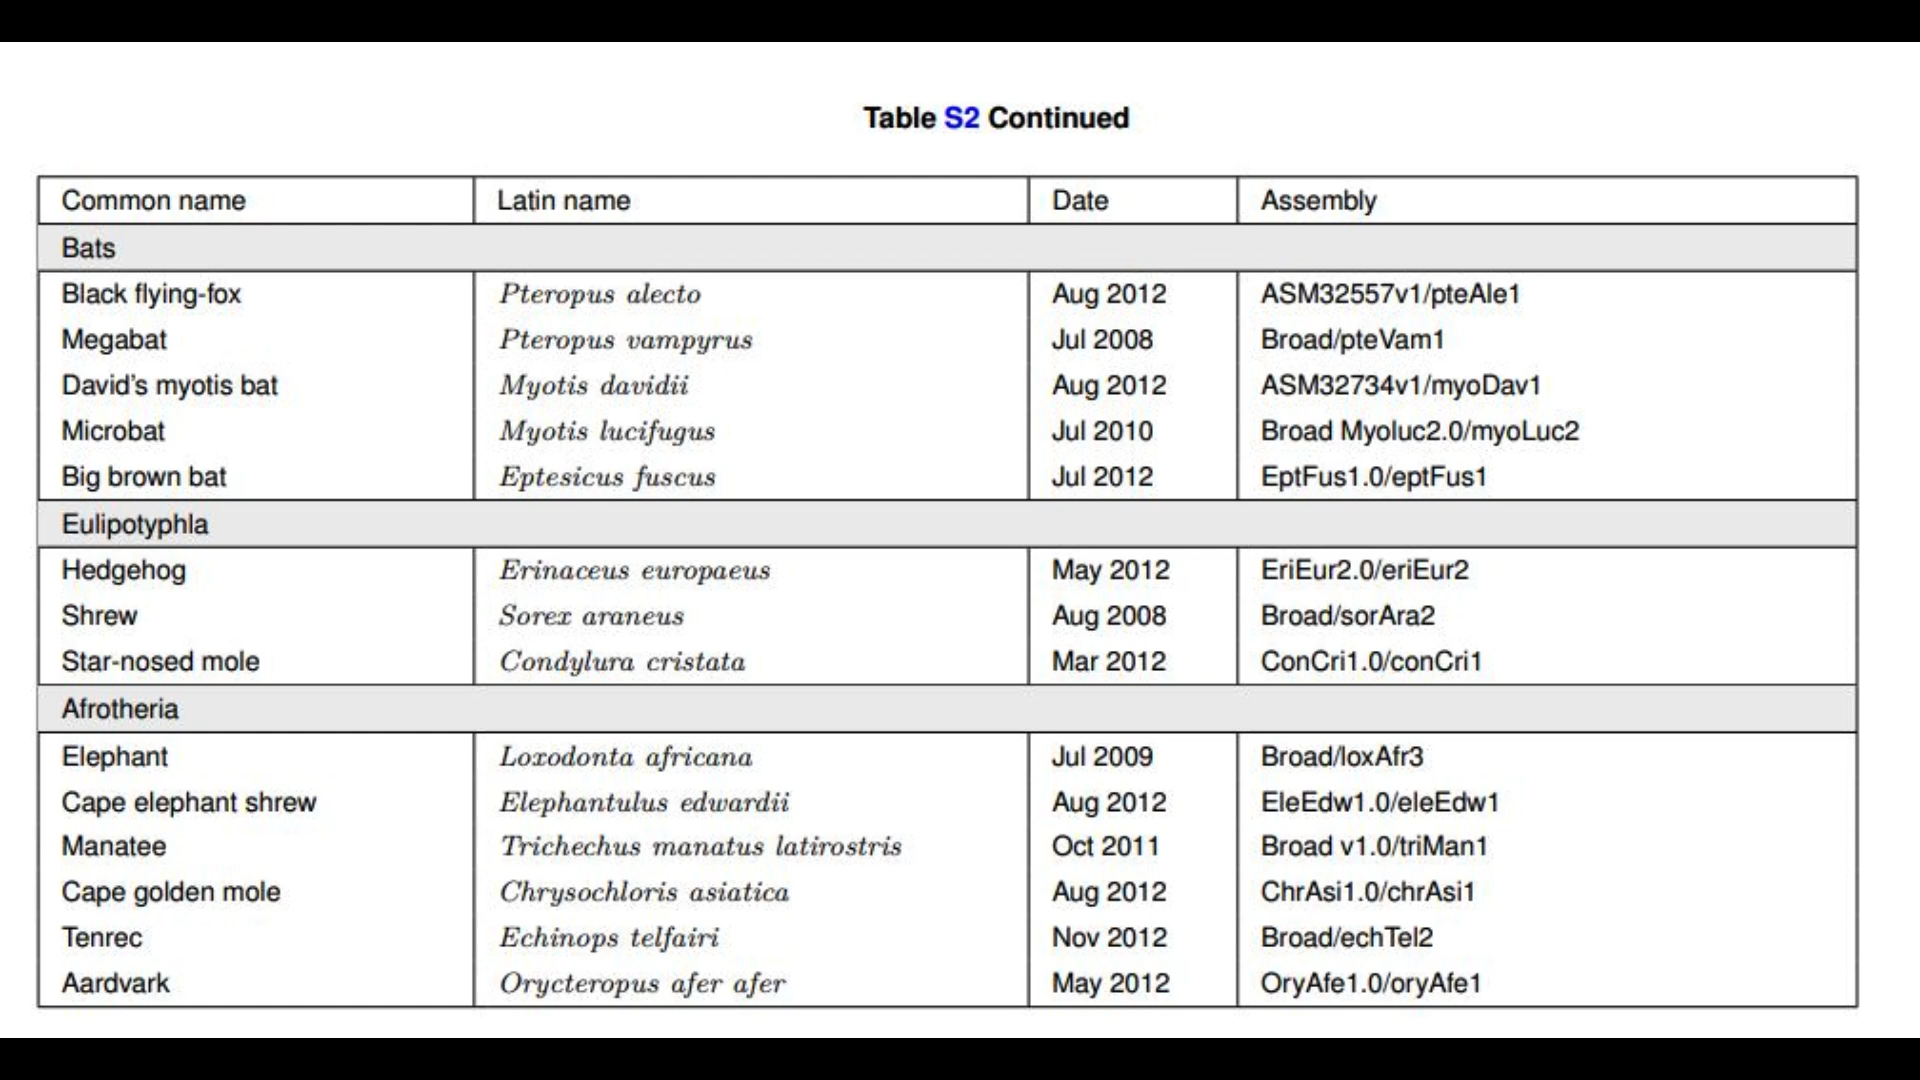 Table S2 Continued
Common name Latin name Date Assembly
Bats
Black flying-fox Pteropus alecto Aug 2012 ASM32557v1/pteAle1
Megabat Pteropus vampyrus Jul 2008 Broad/pteVam1
David's myotis bat Myotis davidii Aug 2012 ASM32734v1/myoDav1
Microbat Myotis lucifugus Jul 2010 Broad Myoluc2.0/myoLuc2
Big brown bat Eptesicus fuscus Jul 2012 EptFus1.0/eptFus1
Eulipotyphla
Hedgehog Erinaceus europaeus May 2012 EriEur2.0/eriEur2
Shrew Sorex araneus Aug 2008 Broad/sorAra2
Star-nosed mole Condylura cristata Mar 2012 ConCri1.0/conCri1
Afrotheria
Elephant Loxodonta africana Jul 2009 Broad/loxAfr3
Cape elephant shrew Elephantulus edwardii Aug 2012 EleEdw1.0/eleEdw1
Manatee Trichechus manatus latirostris Oct 2011 Broad v1.0/triMan1
Cape golden mole Chrysochloris asiatica Aug 2012 ChrAsi1.0/chrAsi1
Tenrec Echinops telfairi Nov 2012 Broad/echTel2
Aardvark Orycteropus afer afer May 2012 OryAfe1.0/oryAfe1